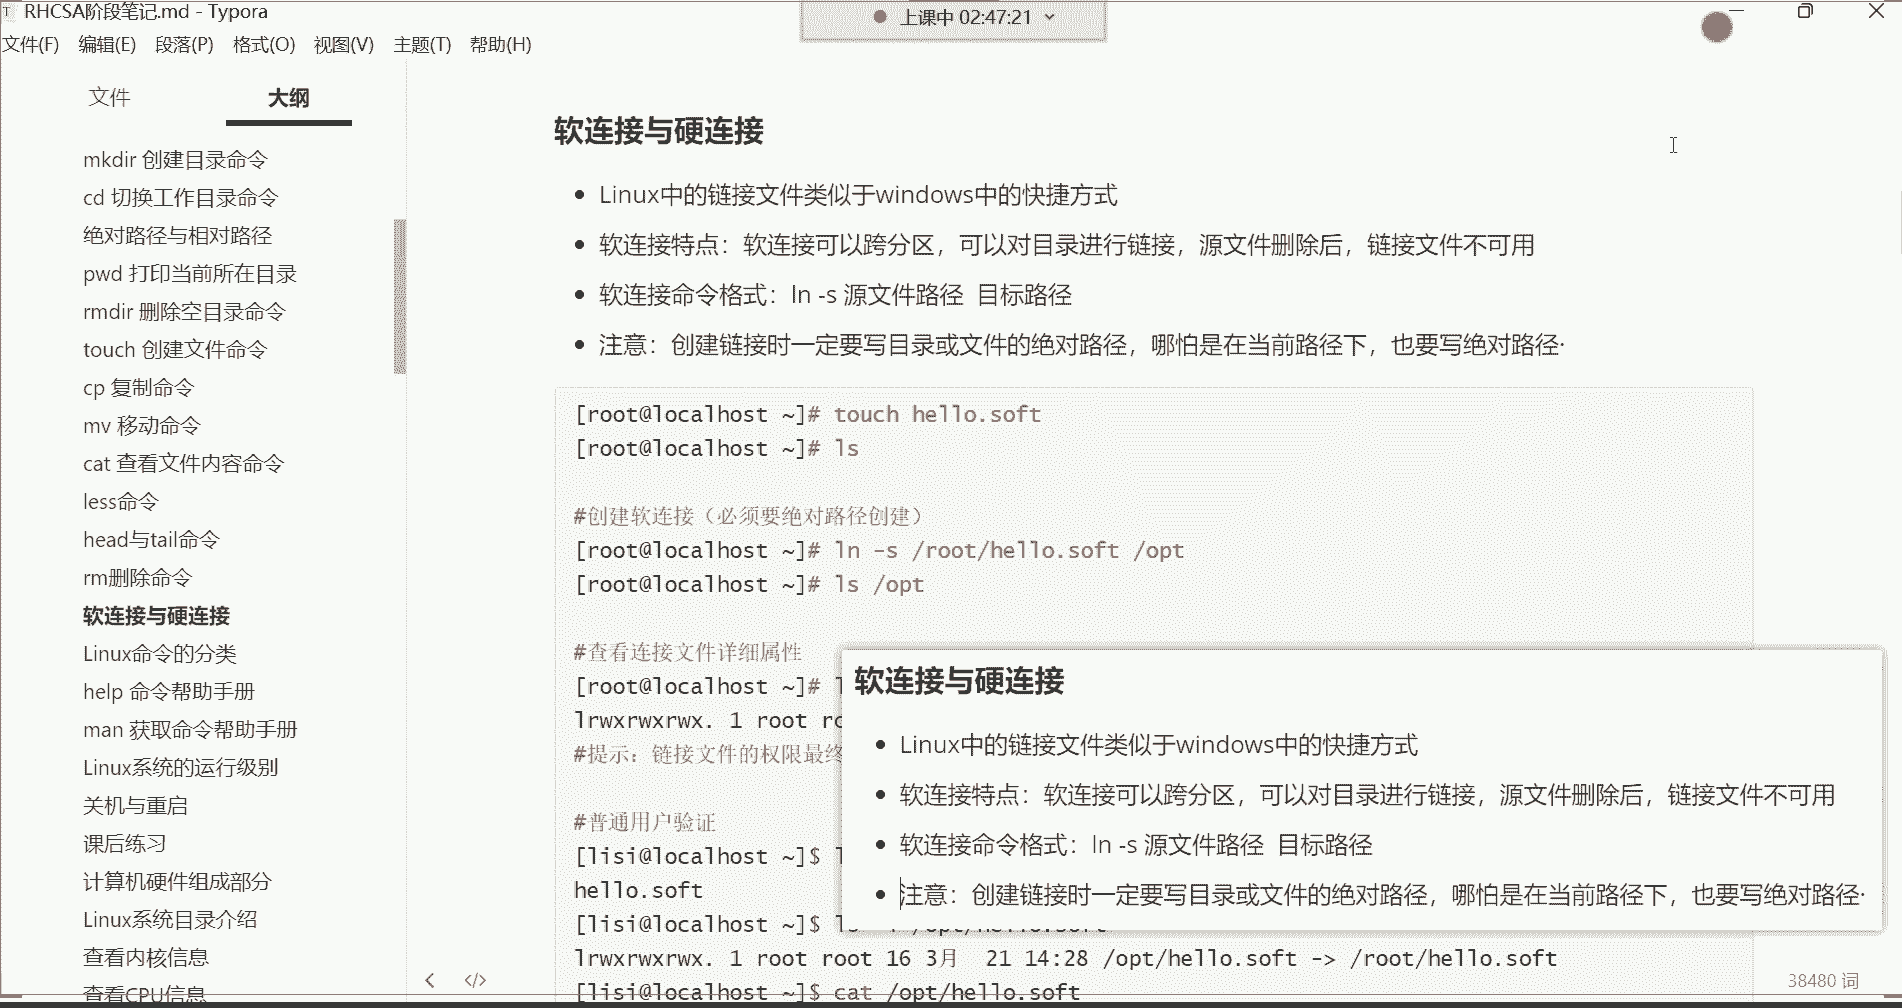 RHCSA阶段笔记.md - Typora
上课中 02:47:21
文件(F) 编辑(E) 段落(P) 格式(O) 视图(V) 主题(T) 帮助(H)
文件 大纲
mkdir 创建目录命令
cd 切换工作目录命令
绝对路径与相对路径
pwd 打印当前所在目录
rmdir 删除空目录命令
touch 创建文件命令
cp 复制命令
mv 移动命令
cat 查看文件内容命令
less命令
head与tail命令
rm删除命令
软连接与硬连接
Linux命令的分类
help 命令帮助手册
man 获取命令帮助手册
Linux系统的运行级别
关机与重启
课后练习
计算机硬件组成部分
Linux系统目录介绍
查看内核信息
查看CPU信息
软连接与硬连接
Linux中的链接文件类似于windows中的快捷方式
软连接特点：软连接可以跨分区，可以对目录进行链接，源文件删除后，链接文件不可用
软连接命令格式：ln -s 源文件路径 目标路径
注意：创建链接时一定要写目录或文件的绝对路径，哪怕是在当前路径下，也要写绝对路径·
[root@localhost ~]# touch hello.soft
[root@localhost ~]# ls
#创建软连接（必须要绝对路径创建）
[root@localhost ~]# ln -s /root/hello.soft /opt
[root@localhost ~]# ls /opt
#查看连接文件详细属性
[root@localhost ~]#
lrwxrwxrwx. 1 root
#提示：链接文件的权限最终
#普通用户验证
[lisi@localhost ~]$
hello.soft
[lisi@localhost ~]$ ls -l /opt/hello.soft
lrwxrwxrwx. 1 root root 16 3月 21 14:28 /opt/hello.soft -> /root/hello.soft
[lisi@localhost ~]$ cat /opt/hello.soft
软连接与硬连接
Linux中的链接文件类似于windows中的快捷方式
软连接特点：软连接可以跨分区，可以对目录进行链接，源文件删除后，链接文件不可用
软连接命令格式：ln -s 源文件路径 目标路径
注意：创建链接时一定要写目录或文件的绝对路径，哪怕是在当前路径下，也要写绝对路径·
38480 词